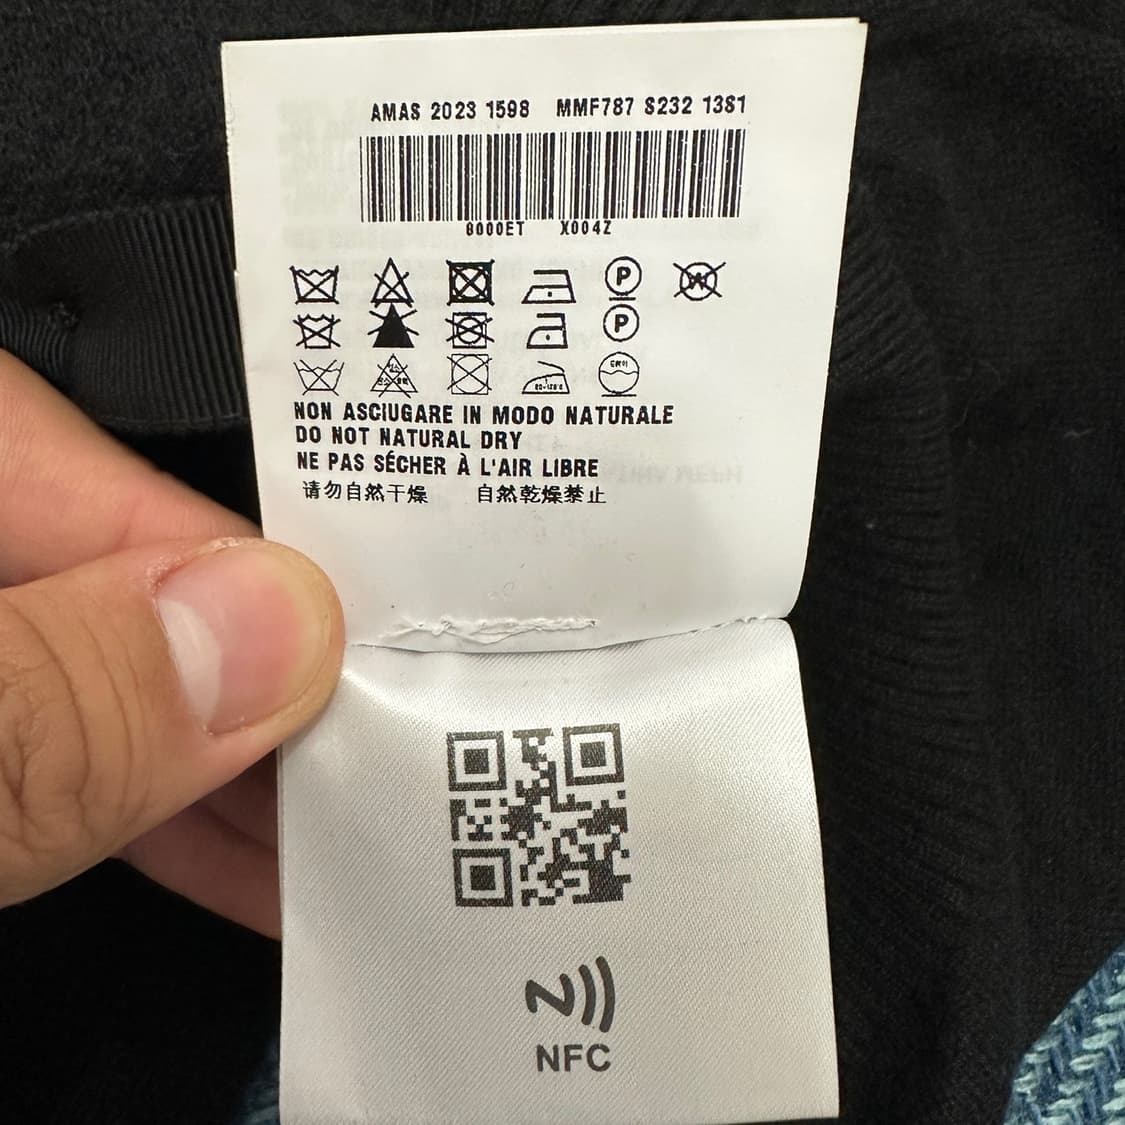 AMAS 2023 1598 MMF787 S232 13S1
8000ET X004Z
P W
P
NON ASCIUGARE IN MODO NATURALE
DO NOT NATURAL DRY
NE PAS SÉCHER À L'AIR LIBRE
请勿自然干燥 自然乾燥禁止
NFC